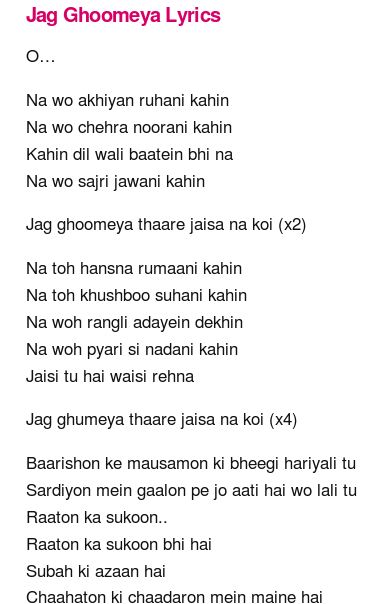 Jag Ghoomeya Lyrics
O…
Na wo akhiyan ruhani kahin
Na wo chehra noorani kahin
Kahin dil wali baatein bhi na
Na wo sajri jawani kahin
Jag ghoomeya thaare jaisa na koi (x2)
Na toh hansna rumaani kahin
Na toh khushboo suhani kahin
Na woh rangli adayein dekhin
Na woh pyari si nadani kahin
Jaisi tu hai waisi rehna
Jag ghumeya thaare jaisa na koi (x4)
Baarishon ke mausamon ki bheegi hariyali tu
Sardiyon mein gaalon pe jo aati hai wo lali tu
Raaton ka sukoon..
Raaton ka sukoon bhi hai
Subah ki azaan hai
Chaahaton ki chaadaron mein maine hai